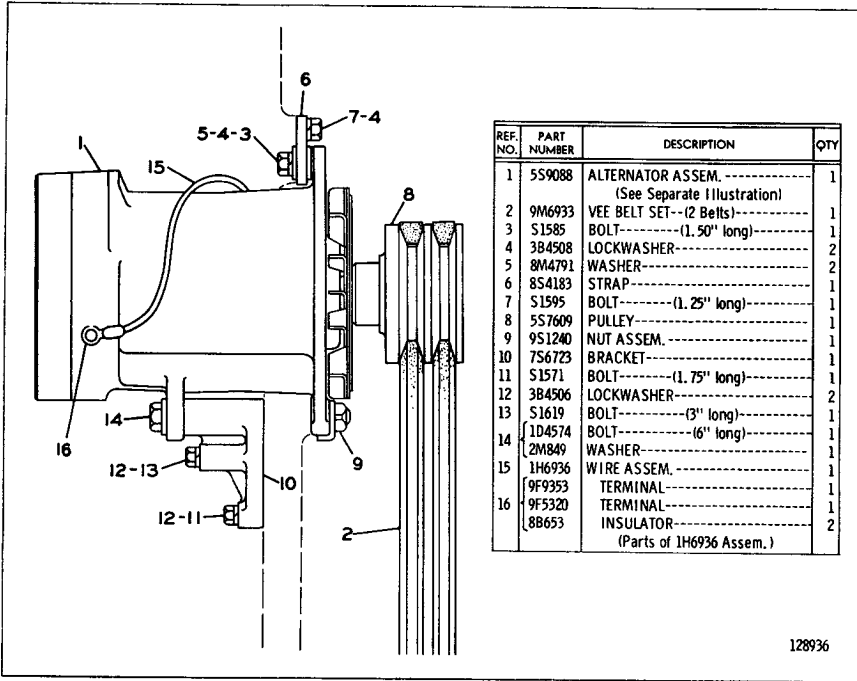 6
7-4
5-4-3
1
15
8
16
14
12-13
10
9
12-11
2
REF. NO. PART NUMBER DESCRIPTION QTY
1 5S9088 ALTERNATOR ASSEM. ----------- 1
(See Separate Illustration)
2 9M6933 VEE BELT SET--(2 Belts)-------- 1
3 S1585 BOLT-------(1.50" long)-------- 1
4 3B4508 LOCKWASHER---------------- 2
5 8M4791 WASHER--------------------- 2
6 8S4183 STRAP----------------------- 1
7 S1595 BOLT--------(1.25" long)------- 1
8 5S7609 PULLEY---------------------- 1
9 9S1240 NUT ASSEM.------------------ 1
10 7S6723 BRACKET-------------------- 1
11 S1571 BOLT--------(1.75" long)------- 1
12 3B4506 LOCKWASHER---------------- 2
13 S1619 BOLT---------(3" long)-------- 1
14 1D4574 BOLT---------(6" long)-------- 1
2M849 WASHER--------------------- 1
15 1H6936 WIRE ASSEM.---------------- 1
16 9F9353 TERMINAL----------------- 1
9F5320 TERMINAL----------------- 1
8B653 INSULATOR---------------- 2
(Parts of 1H6936 Assem.)
128936